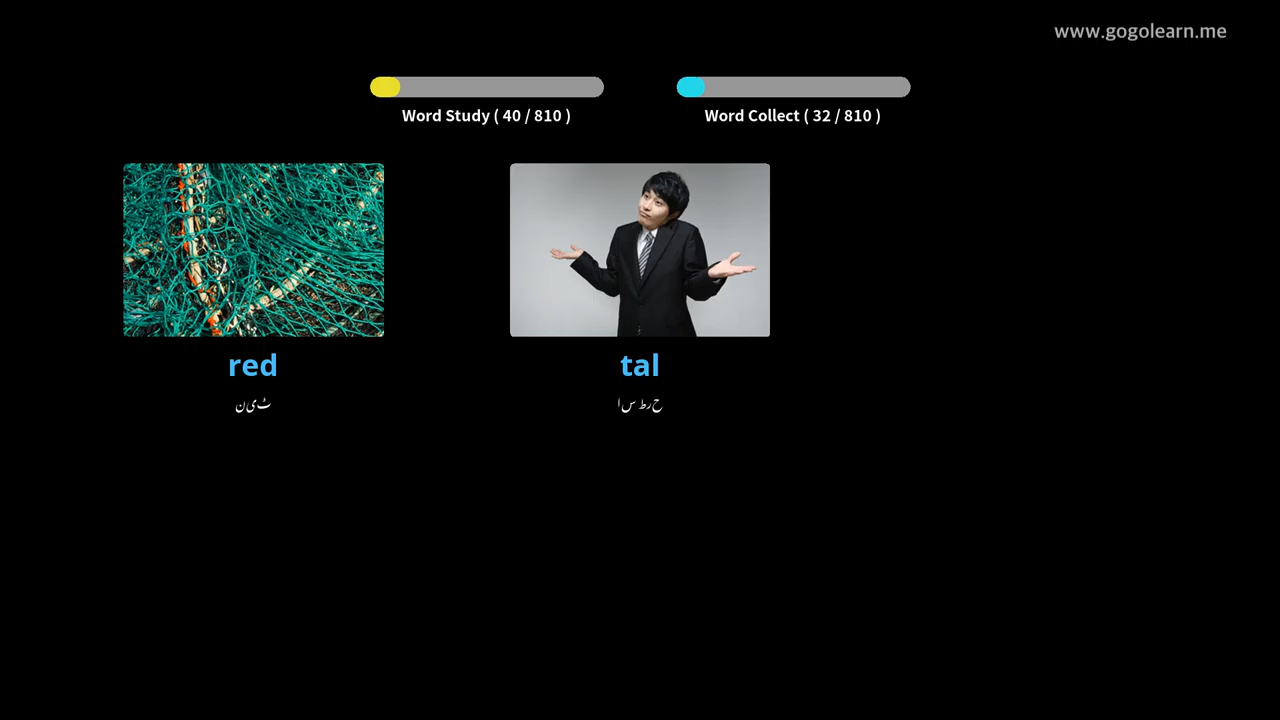 www.gogolearn.me
Word Study ( 40 / 810 )
Word Collect ( 32 / 810 )
red
tal
نیٹ
اس طرح